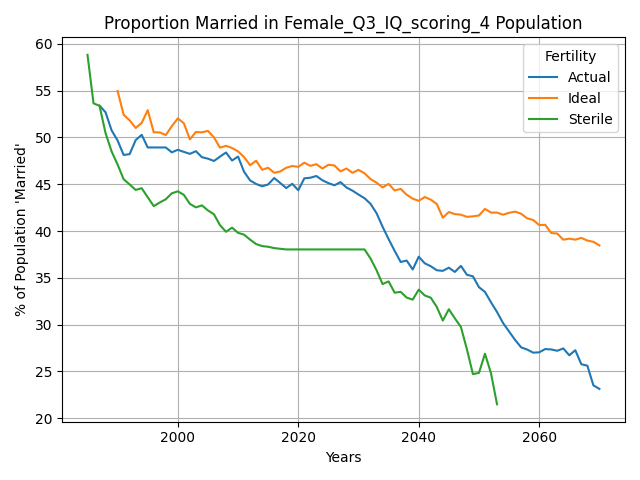 Proportion Married in Female_Q3_IQ_scoring_4 Population
Fertility
Actual
Ideal
Sterile
% of Population 'Married'
60
55
50
45
40
35
30
25
20
2000
2020
2040
2060
Years